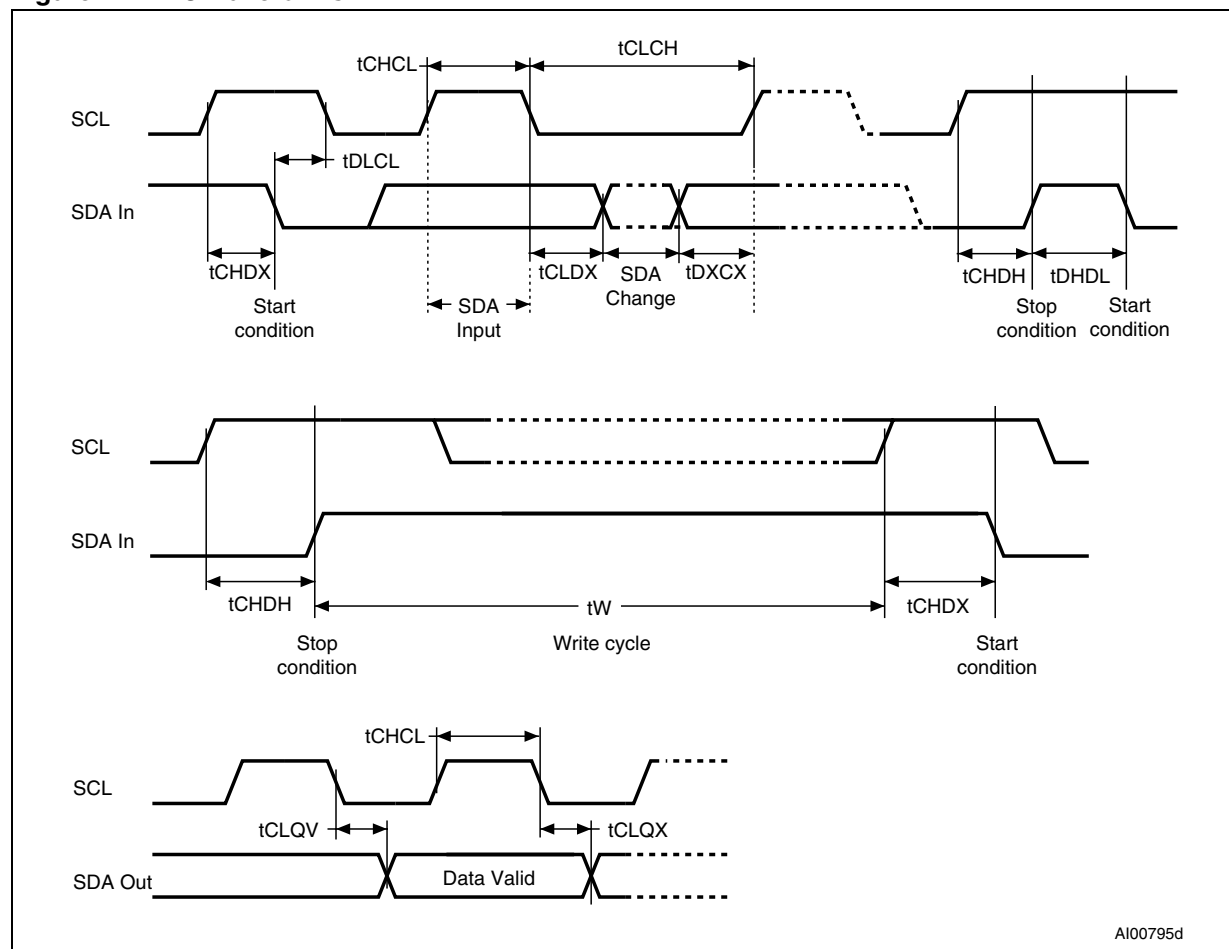 tCHCL
tCLCH
SCL
tDLCL
SDA In
tCHDX
tCLDX
SDA
Change
tDXCX
tCHDH
tDHDL
Start
condition
SDA
Input
Stop
condition
Start
condition
SCL
SDA In
tCHDH
tW
tCHDX
Stop
condition
Write cycle
Start
condition
tCHCL
SCL
tCLQV
tCLQX
SDA Out
Data Valid
AI00795d